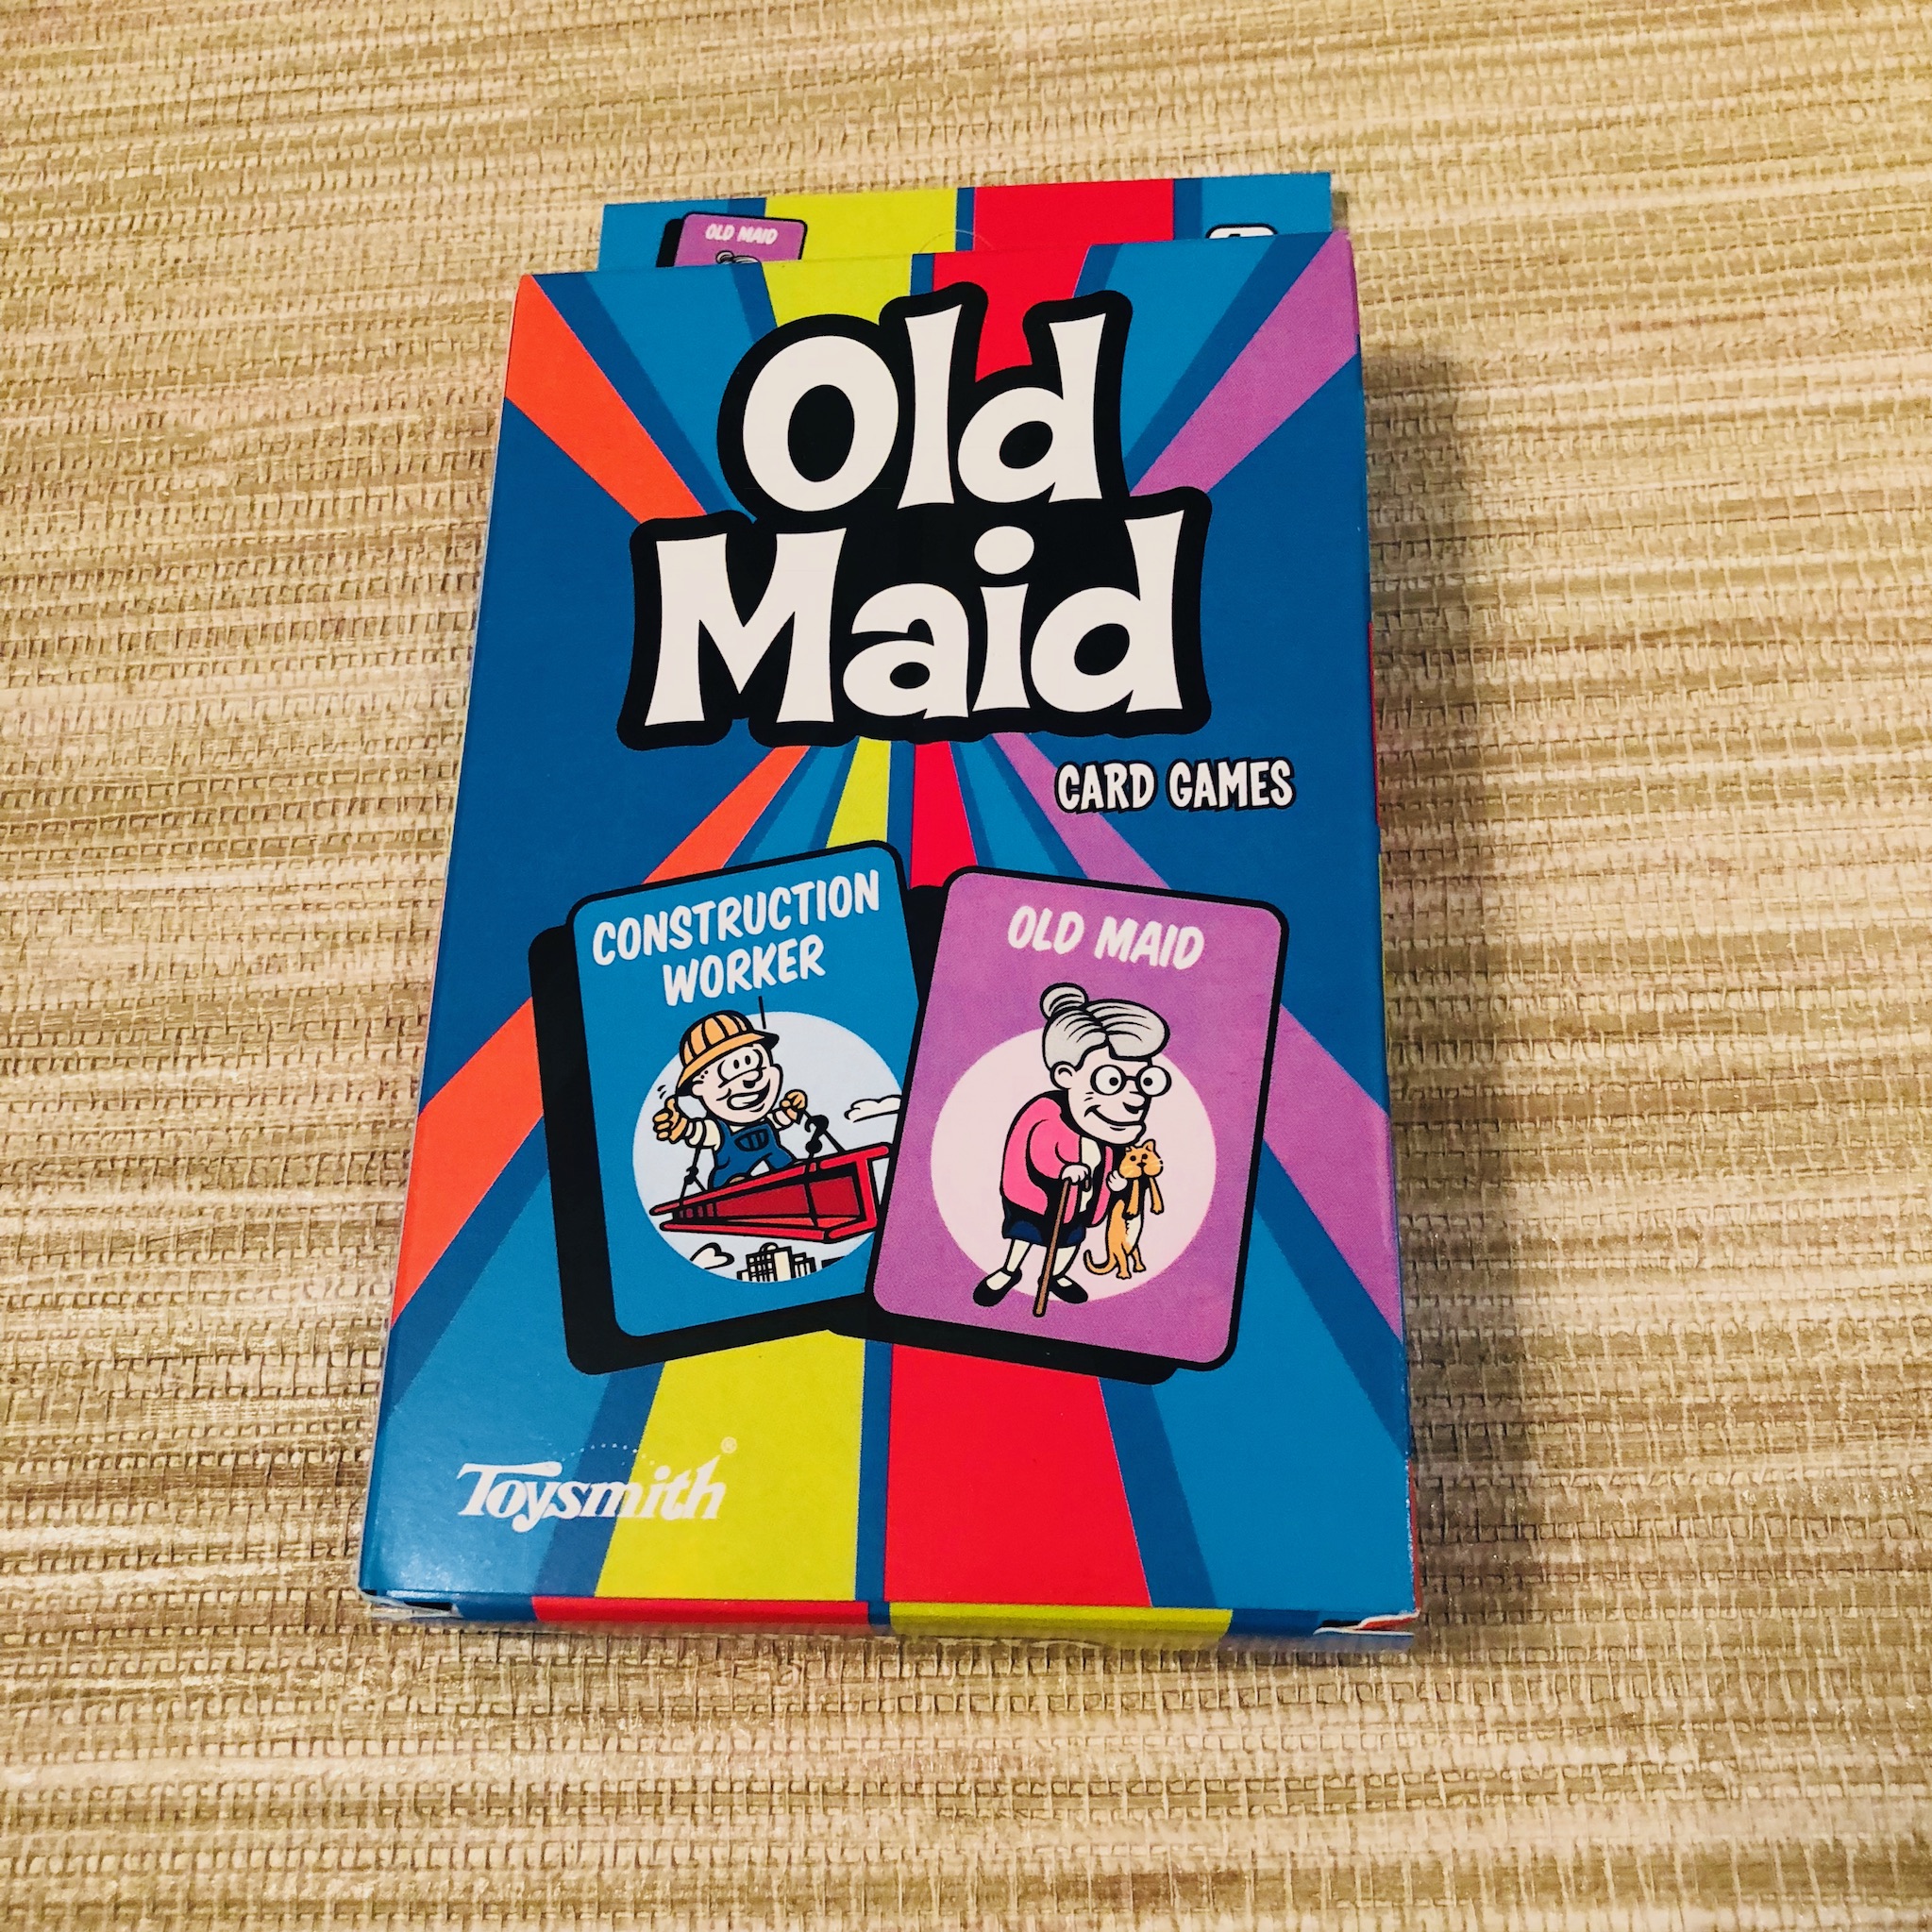 OLD MAID
Old
Maid
CARD GAMES
CONSTRUCTION
WORKER
OLD MAID
Toysmith®